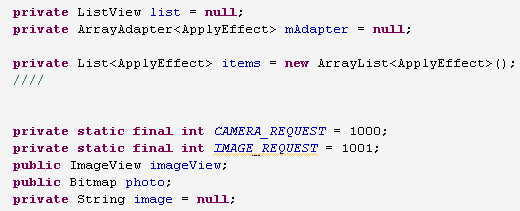 private ListView list = null;
private ArrayAdapter<ApplyEffect> mAdapter = null;
private List<ApplyEffect> items = new ArrayList<ApplyEffect>();
////
private static final int CAMERA_REQUEST = 1000;
private static final int IMAGE_REQUEST = 1001;
public ImageView imageView;
public Bitmap photo;
private String image = null;